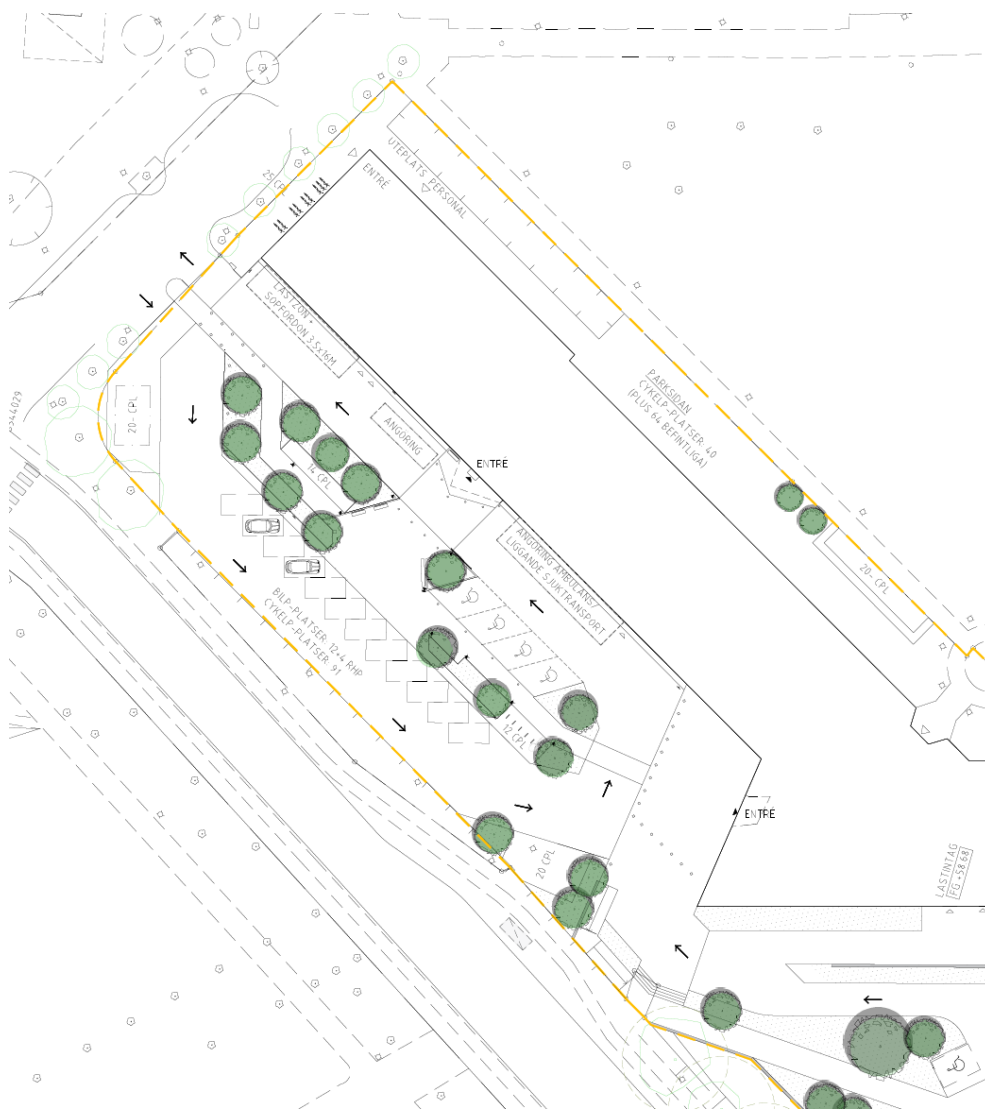 UTEPLATS PERSONAL
ENTRÉ
25 CPL
LASTZON +
SOPFORDON 3.5x16M
PARKSIDAN
CYKELP-PLATSER: 40
(PLUS 64 BEFINTLIGA)
20- CPL
ANGÖRING
ENTRÉ
14 CPL
ANGÖRING AMBULANS/
LIGGANDE SJUKTRANSPORT
20- CPL
BILP-PLATSER: 12+4 RHP
CYKELP-PLATSER: 91
12 CPL
ENTRÉ
20 CPL
LASTINTAG
FG +58.68